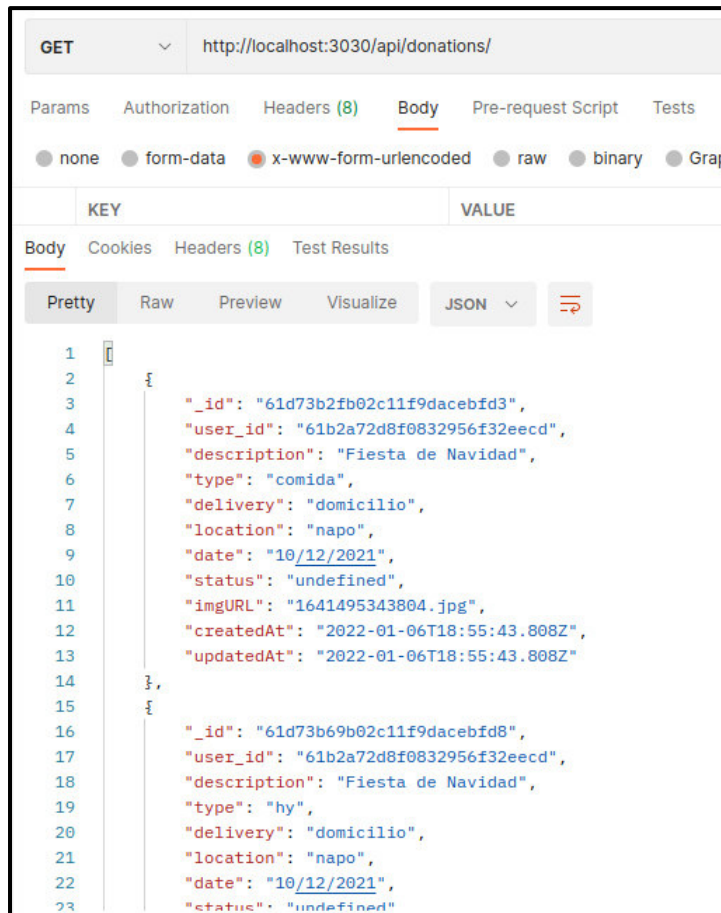 GET http://localhost:3030/api/donations/
Params Authorization Headers (8) Body Pre-request Script Tests
none form-data x-www-form-urlencoded raw binary Grap
KEY VALUE
Body Cookies Headers (8) Test Results
Pretty Raw Preview Visualize JSON
1 [
2 {
3 "_id": "61d73b2fb02c11f9dacebfd3",
4 "user_id": "61b2a72d8f0832956f32eecd",
5 "description": "Fiesta de Navidad",
6 "type": "comida",
7 "delivery": "domicilio",
8 "location": "napo",
9 "date": "10/12/2021",
10 "status": "undefined",
11 "imgURL": "1641495343804.jpg",
12 "createdAt": "2022-01-06T18:55:43.808Z",
13 "updatedAt": "2022-01-06T18:55:43.808Z"
14 },
15 {
16 "_id": "61d73b69b02c11f9dacebfd8",
17 "user_id": "61b2a72d8f0832956f32eecd",
18 "description": "Fiesta de Navidad",
19 "type": "hy",
20 "delivery": "domicilio",
21 "location": "napo",
22 "date": "10/12/2021",
23 "status": "undefined"